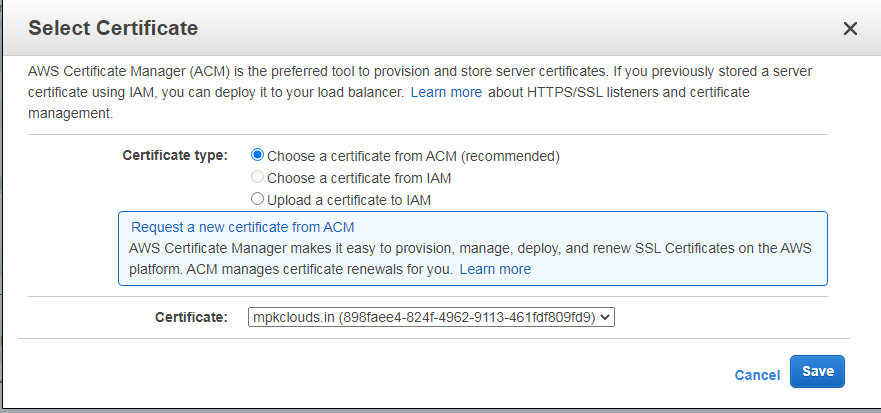 Select Certificate
AWS Certificate Manager (ACM) is the preferred tool to provision and store server certificates. If you previously stored a server
certificate using IAM, you can deploy it to your load balancer. Learn more about HTTPS/SSL listeners and certificate
management.
Certificate type:
Choose a certificate from ACM (recommended)
Choose a certificate from IAM
Upload a certificate to IAM
Request a new certificate from ACM
AWS Certificate Manager makes it easy to provision, manage, deploy, and renew SSL Certificates on the AWS
platform. ACM manages certificate renewals for you. Learn more
Certificate: mpkclouds.in (898faee4-824f-4962-9113-461fdf809fd9)
Cancel Save